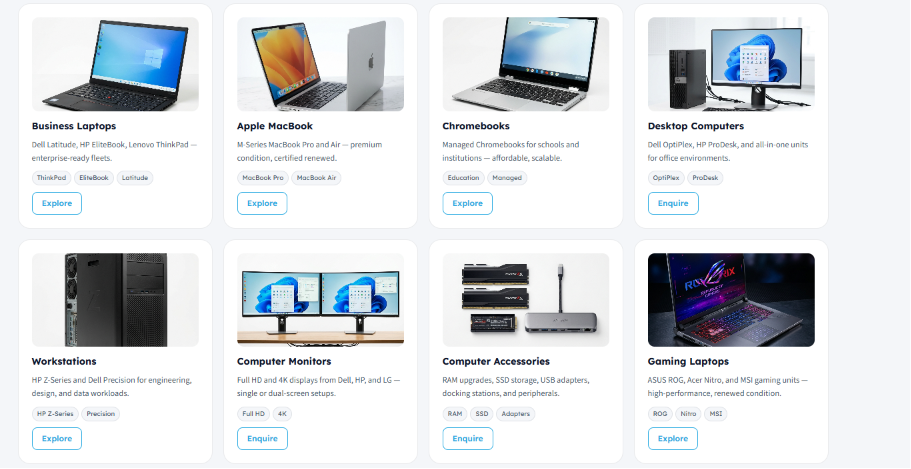 Business Laptops
Dell Latitude, HP EliteBook, Lenovo ThinkPad —
enterprise-ready fleets.
ThinkPad EliteBook Latitude
Explore
Apple MacBook
M-Series MacBook Pro and Air — premium
condition, certified renewed.
MacBook Pro MacBook Air
Explore
Chromebooks
Managed Chromebooks for schools and
institutions — affordable, scalable.
Education Managed
Explore
Desktop Computers
Dell OptiPlex, HP ProDesk, and all-in-one units
for office environments.
OptiPlex ProDesk
Enquire
Workstations
HP Z-Series and Dell Precision for engineering,
design, and data workloads.
HP Z-Series Precision
Explore
Computer Monitors
Full HD and 4K displays from Dell, HP, and LG —
single or dual-screen setups.
Full HD 4K
Enquire
Computer Accessories
RAM upgrades, SSD storage, USB adapters,
docking stations, and peripherals.
RAM SSD Adapters
Enquire
Gaming Laptops
ASUS ROG, Acer Nitro, and MSI gaming units —
high-performance, renewed condition.
ROG Nitro MSI
Explore